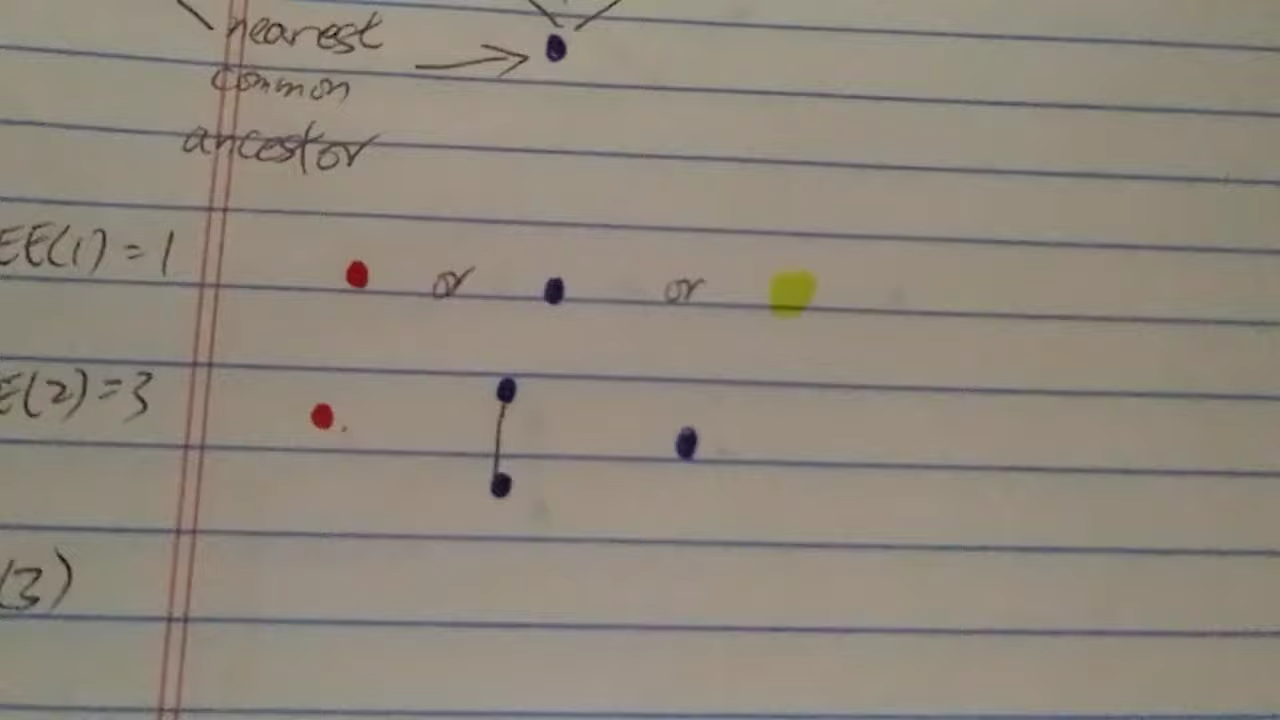 nearest
common
ancestor
EE(1) = 1 or or
E(2) = 3
(3)